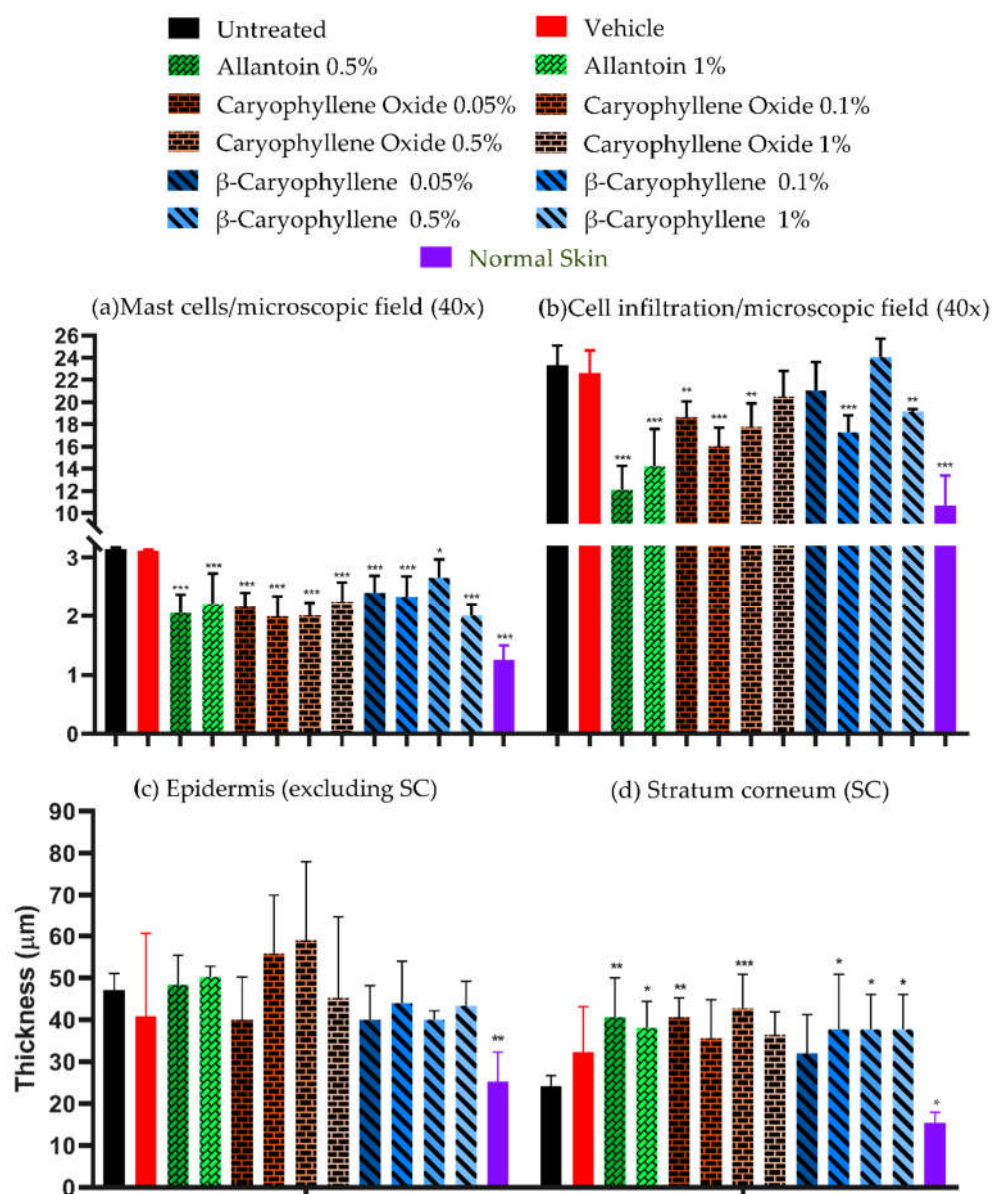 Untreated Vehicle
Allantoin 0.5% Allantoin 1%
Caryophyllene Oxide 0.05% Caryophyllene Oxide 0.1%
Caryophyllene Oxide 0.5% Caryophyllene Oxide 1%
β-Caryophyllene 0.05% β-Caryophyllene 0.1%
β-Caryophyllene 0.5% β-Caryophyllene 1%
Normal Skin
(a)Mast cells/microscopic field (40x) (b)Cell infiltration/microscopic field (40x)
26
24
22
20
18
16
14
12
10
3
2
1
0
*** *** *** *** *** *** *** *** * *** ***
*** *** ** *** ** *** ** ***
(c) Epidermis (excluding SC) (d) Stratum corneum (SC)
Thickness (μm)
90
80
70
60
50
40
30
20
10
0
**
** * ** *** * * * *